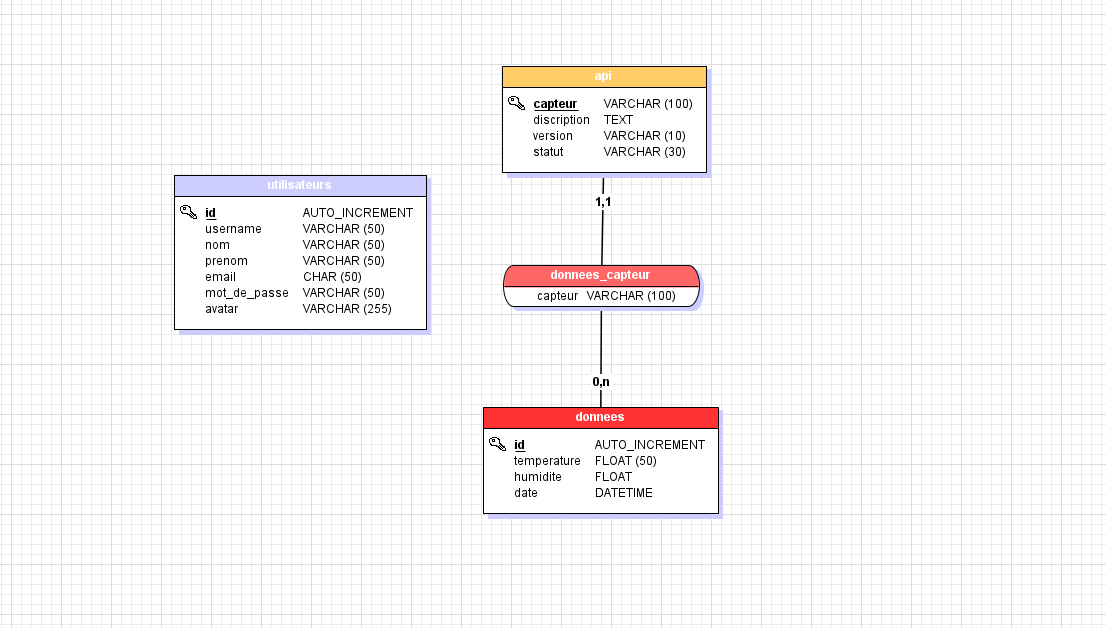 api
capteur VARCHAR (100)
discription TEXT
version VARCHAR (10)
statut VARCHAR (30)
1,1
utilisateurs
id AUTO_INCREMENT
username VARCHAR (50)
nom VARCHAR (50)
prenom VARCHAR (50)
email CHAR (50)
mot_de_passe VARCHAR (50)
avatar VARCHAR (255)
donnees_capteur
capteur VARCHAR (100)
0,n
donnees
id AUTO_INCREMENT
temperature FLOAT (50)
humidite FLOAT
date DATETIME